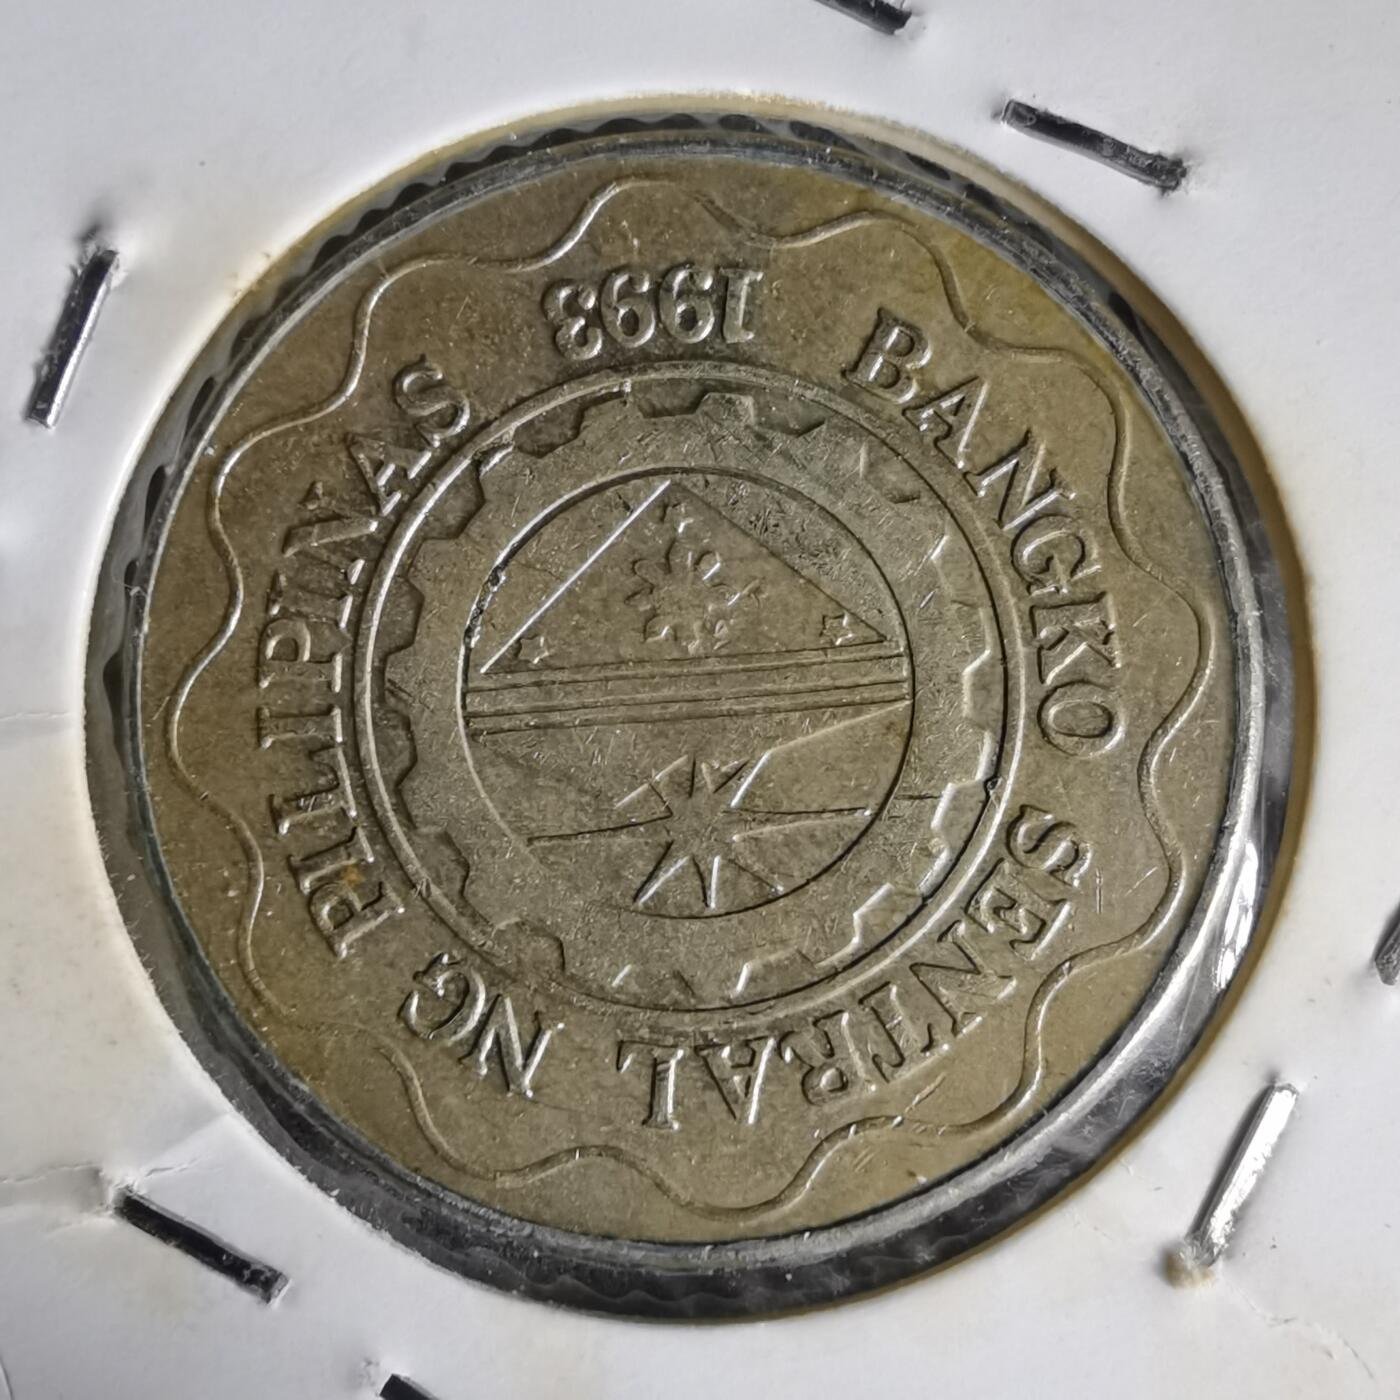 BANGKO SENTRAL NG PILIPINAS
1993